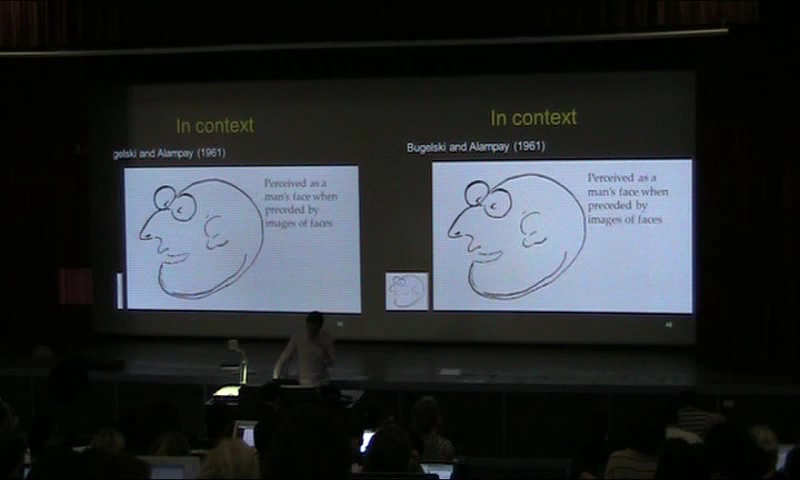 In context
golski and Alampay (1961)
Perceived as a
man's face when
preceded by
images of faces
In context
Bugelski and Alampay (1961)
Perceived as a
man's face when
preceded by
images of faces